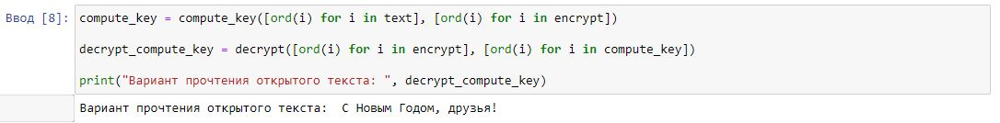 Ввод [8]: compute_key = compute_key([ord(i) for i in text], [ord(i) for i in encrypt])
decrypt_compute_key = decrypt([ord(i) for i in encrypt], [ord(i) for i in compute_key])
print("Вариант прочтения открытого текста: ", decrypt_compute_key)
Вариант прочтения открытого текста:  С Новым Годом, друзья!